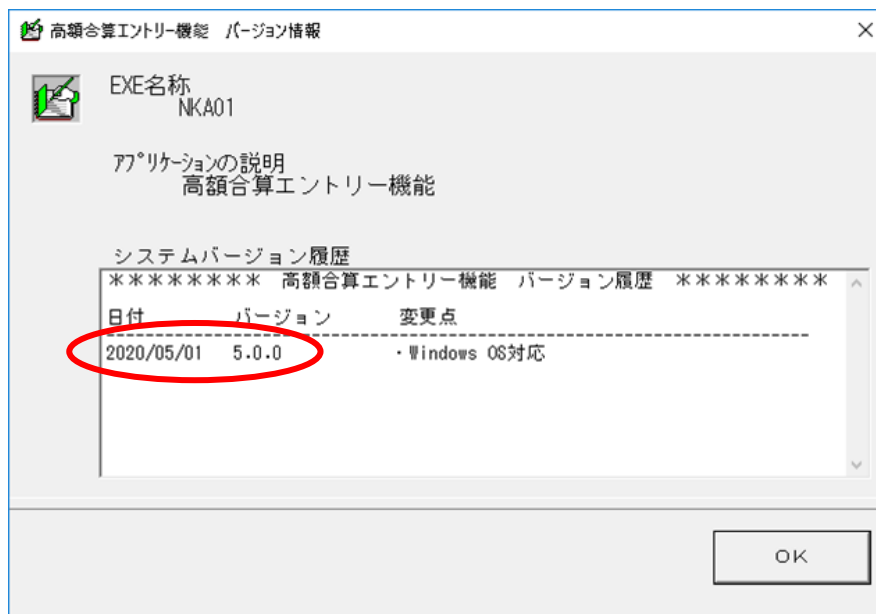 高額合算エントリー機能 バージョン情報
EXE名称
NKA01
アプリケーションの説明
高額合算エントリー機能
システムバージョン履歴
******** 高額合算エントリー機能 バージョン履歴 ********
日付 バージョン 変更点
--------------------------------------------------------------------------------
2020/05/01 5.0.0 ・Windows OS対応
OK